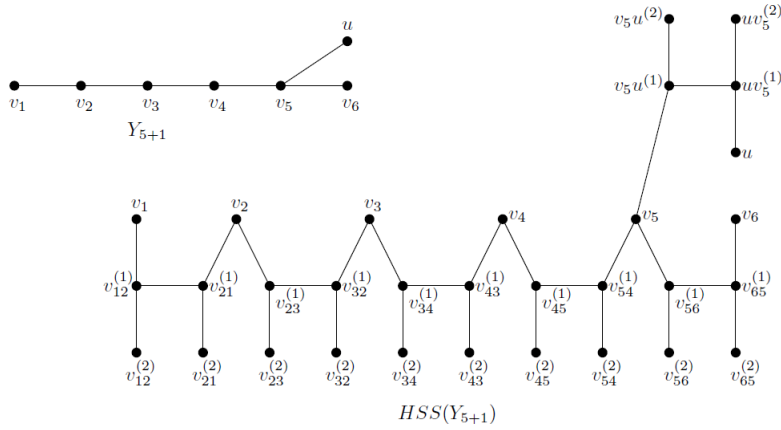 v₅u⁽²⁾ uv₅⁽²⁾
u
v₅u⁽¹⁾ uv₅⁽¹⁾
v₁ v₂ v₃ v₄ v₅ v₆
Y₅₊₁
u
v₁ v₂ v₃ v₄ v₅ v₆
v₁₂⁽¹⁾ v₂₁⁽¹⁾ v₂₃⁽¹⁾ v₃₂⁽¹⁾ v₃₄⁽¹⁾ v₄₃⁽¹⁾ v₄₅⁽¹⁾ v₅₄⁽¹⁾ v₅₆⁽¹⁾ v₆₅⁽¹⁾
v₁₂⁽²⁾ v₂₁⁽²⁾ v₂₃⁽²⁾ v₃₂⁽²⁾ v₃₄⁽²⁾ v₄₃⁽²⁾ v₄₅⁽²⁾ v₅₄⁽²⁾ v₅₆⁽²⁾ v₆₅⁽²⁾
HSS(Y₅₊₁)